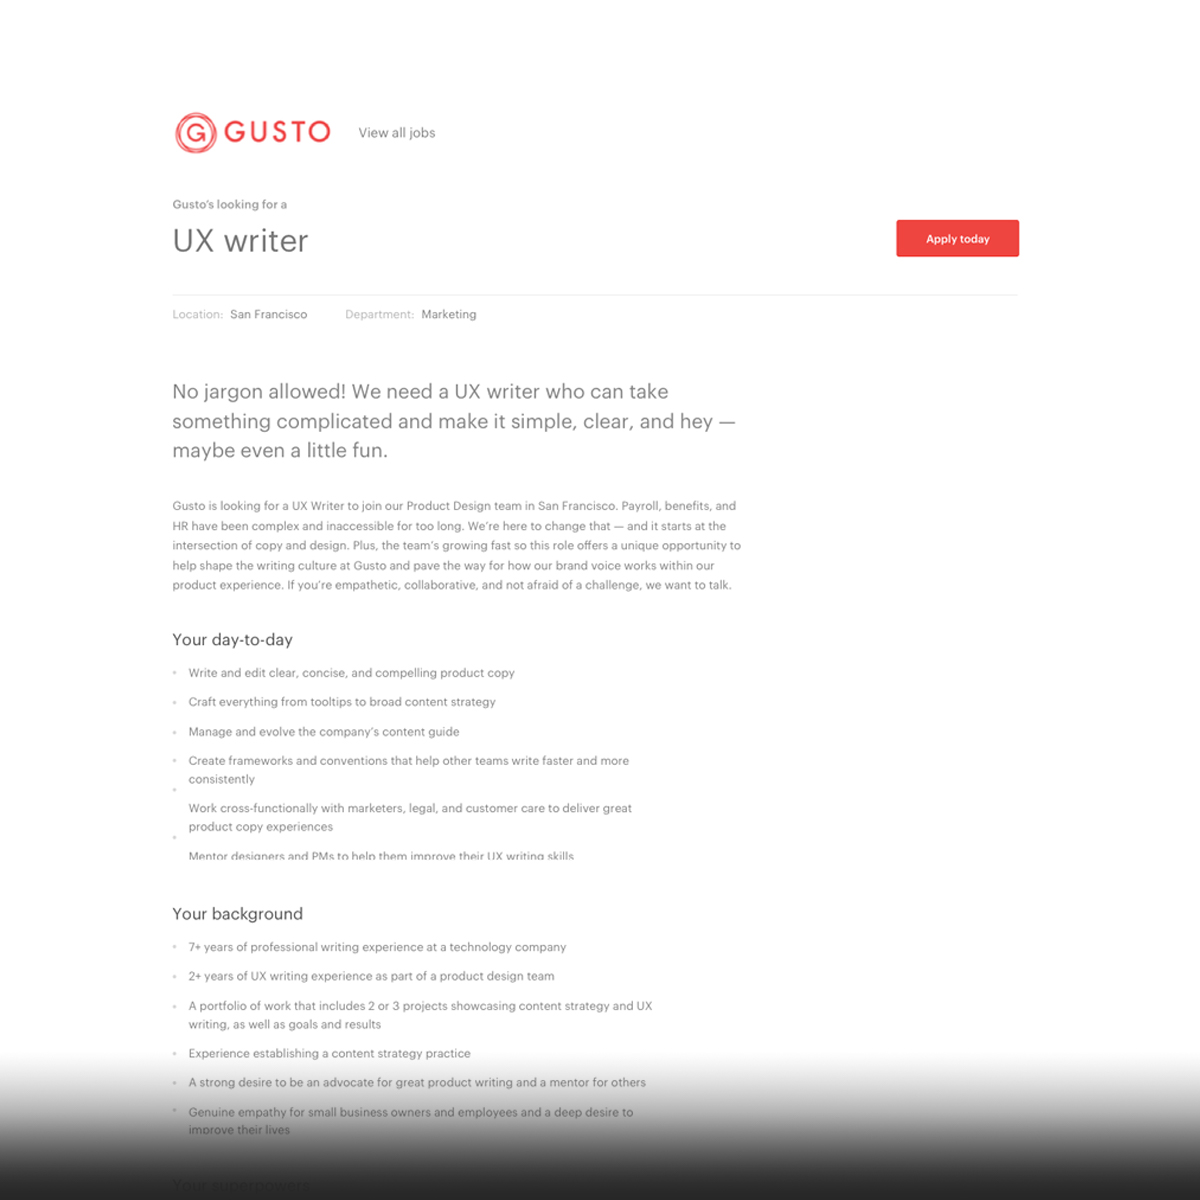 G GUSTO View all jobs
Gusto's looking for a
UX writer
Apply today
Location: San Francisco Department: Marketing
No jargon allowed! We need a UX writer who can take
something complicated and make it simple, clear, and hey —
maybe even a little fun.
Gusto is looking for a UX Writer to join our Product Design team in San Francisco. Payroll, benefits, and
HR have been complex and inaccessible for too long. We're here to change that — and it starts at the
intersection of copy and design. Plus, the team's growing fast so this role offers a unique opportunity to
help shape the writing culture at Gusto and pave the way for how our brand voice works within our
product experience. If you're empathetic, collaborative, and not afraid of a challenge, we want to talk.
Your day-to-day
Write and edit clear, concise, and compelling product copy
Craft everything from tooltips to broad content strategy
Manage and evolve the company's content guide
Create frameworks and conventions that help other teams write faster and more
consistently
Work cross-functionally with marketers, legal, and customer care to deliver great
product copy experiences
Mentor designers and PMs to help them improve their UX writing skills
Your background
7+ years of professional writing experience at a technology company
2+ years of UX writing experience as part of a product design team
A portfolio of work that includes 2 or 3 projects showcasing content strategy and UX
writing, as well as goals and results
Experience establishing a content strategy practice
A strong desire to be an advocate for great product writing and a mentor for others
Genuine empathy for small business owners and employees and a deep desire to
improve their lives
Your superpowers